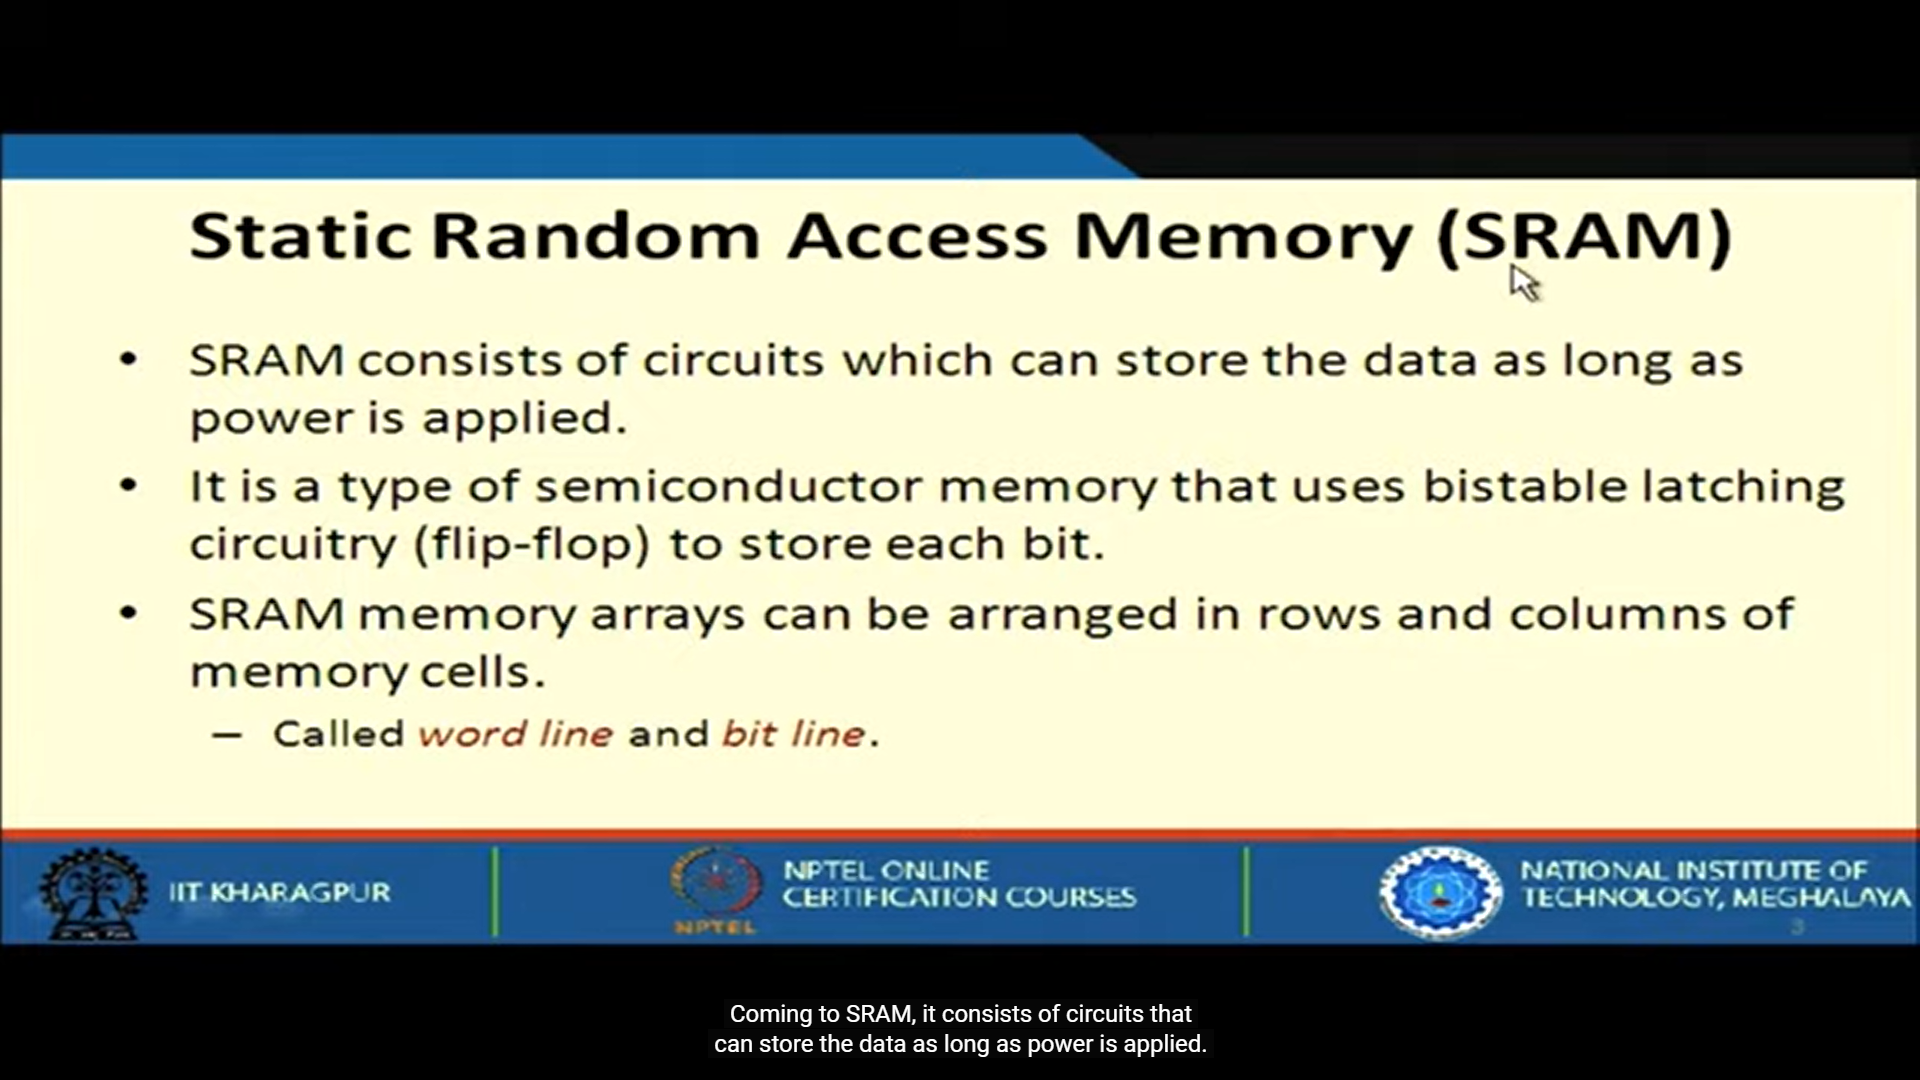 Static Random Access Memory (SRAM)
• SRAM consists of circuits which can store the data as long as
power is applied.
• It is a type of semiconductor memory that uses bistable latching
circuitry (flip-flop) to store each bit.
• SRAM memory arrays can be arranged in rows and columns of
memory cells.
– Called word line and bit line.
IIT KHARAGPUR
NPTEL
NPTEL ONLINE
CERTIFICATION COURSES
NATIONAL INSTITUTE OF
TECHNOLOGY, MEGHALAYA
3
Coming to SRAM, it consists of circuits that
can store the data as long as power is applied.